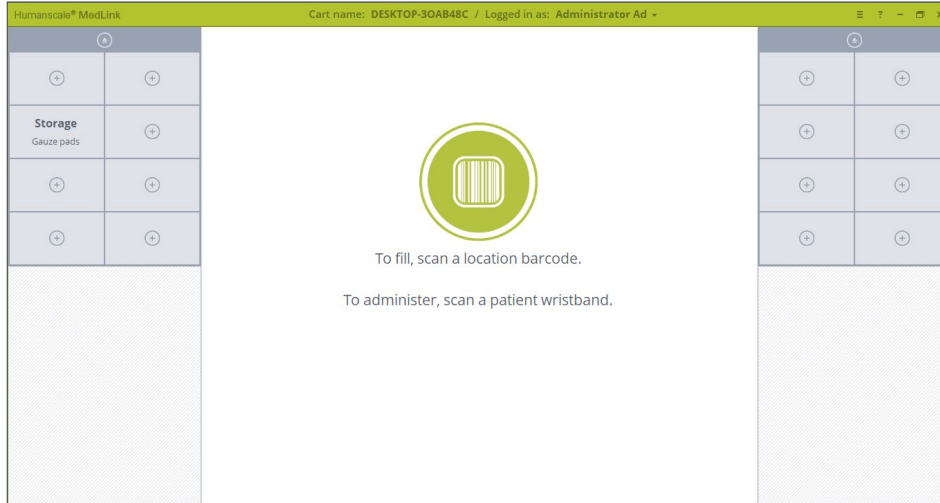 Humanscale® MedLink
Cart name: DESKTOP-3OAB48C / Logged in as: Administrator Ad
Storage
Gauze pads
To fill, scan a location barcode.
To administer, scan a patient wristband.